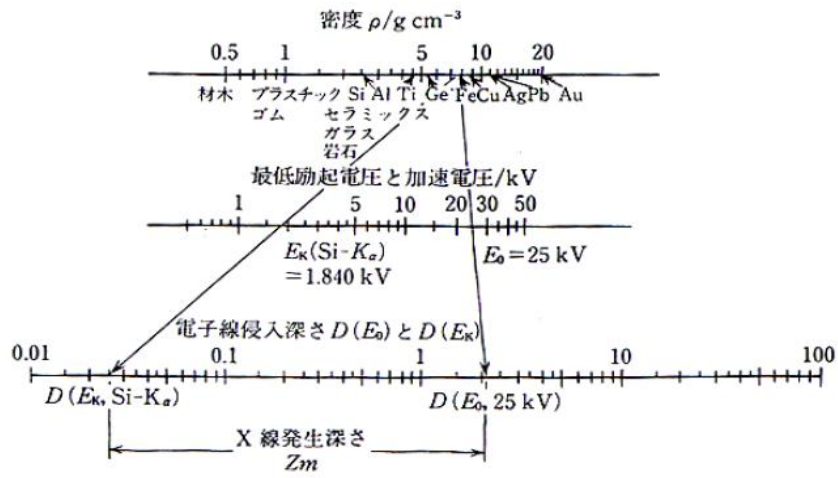 密度 ρ/g cm⁻³
0.5 1 5 10 20
材木 プラスチック Si Al Ti Ge Fe Cu Ag Pb Au
ゴム セラミックス
ガラス
岩石
最低励起電圧と加速電圧/kV
1 5 10 20 30 50
E_K(Si-K_α)
=1.840 kV
E₀=25 kV
電子線侵入深さ D(E₀)とD(E_K)
0.01 0.1 1 10 100
D(E_K, Si-K_α) D(E₀, 25 kV)
X 線発生深さ
Zm